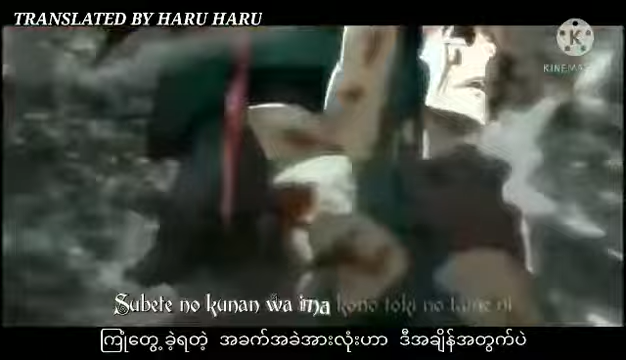 TRANSLATED BY HARU HARU
KINEMA
Subete no kunan wa ima kono toki no tame ni
ကြုံတွေ့ခဲ့ရတဲ့ အခက်အခဲအားလုံးဟာ ဒီအချိန်အတွက်ပဲ